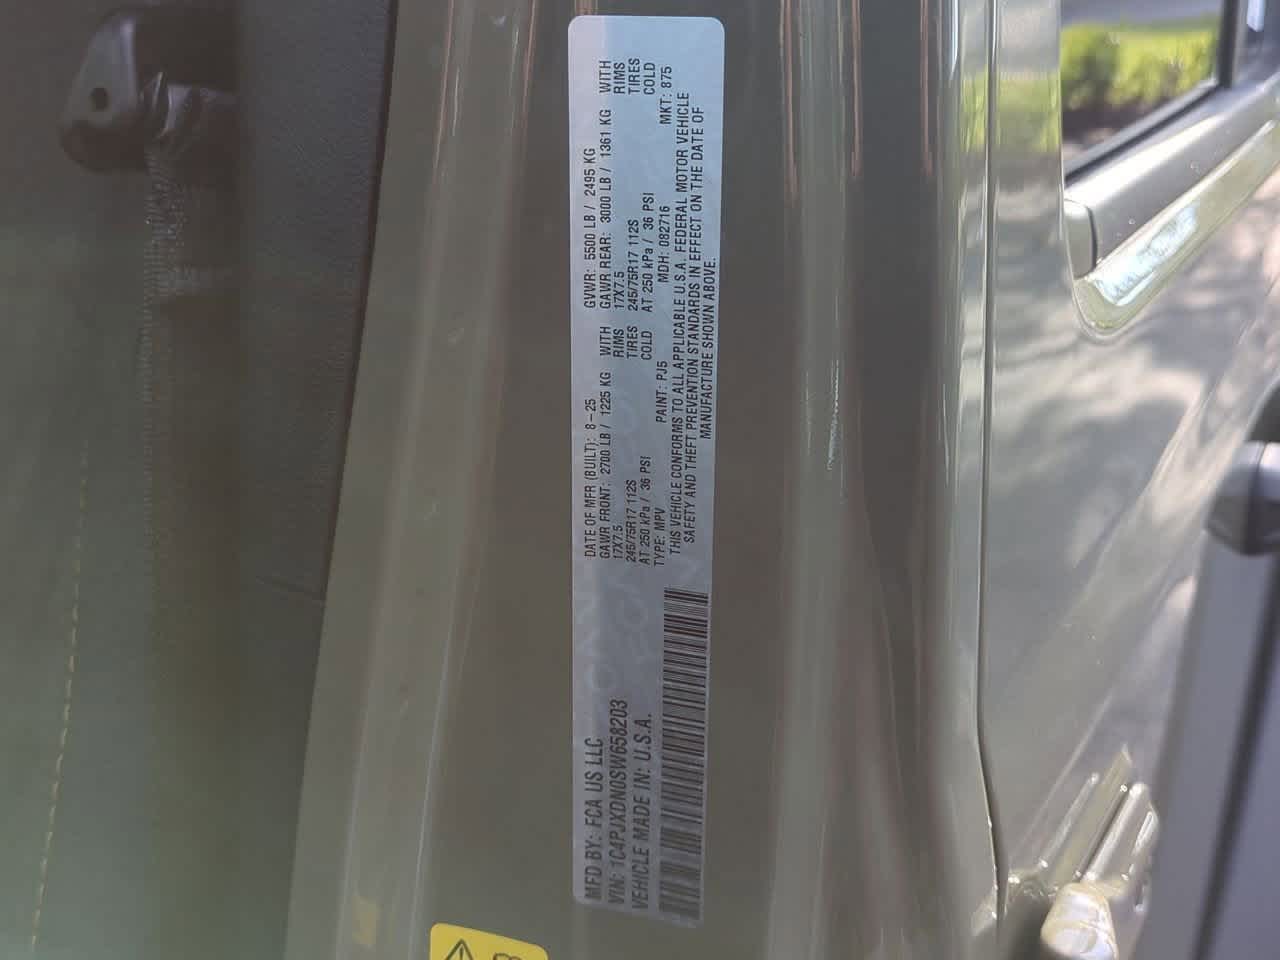 MFD BY: FCA US LLC
VIN: 1C4PJXDN0SW658203
VEHICLE MADE IN: U.S.A.
DATE OF MFR (BUILT): 8-25 GVWR: 5500 LB / 2495 KG
GAWR FRONT: 2700 LB / 1225 KG WITH GAWR REAR: 3000 LB / 1361 KG WITH
17X7.5 RIMS 17X7.5 RIMS
245/75R17 112S TIRES 245/75R17 112S TIRES
AT 250 kPa / 36 PSI COLD AT 250 kPa / 36 PSI COLD
TYPE: MPV PAINT: PJ5 MDH: 082716 MKT: 875
THIS VEHICLE CONFORMS TO ALL APPLICABLE U.S.A. FEDERAL MOTOR VEHICLE
SAFETY AND THEFT PREVENTION STANDARDS IN EFFECT ON THE DATE OF
MANUFACTURE SHOWN ABOVE.